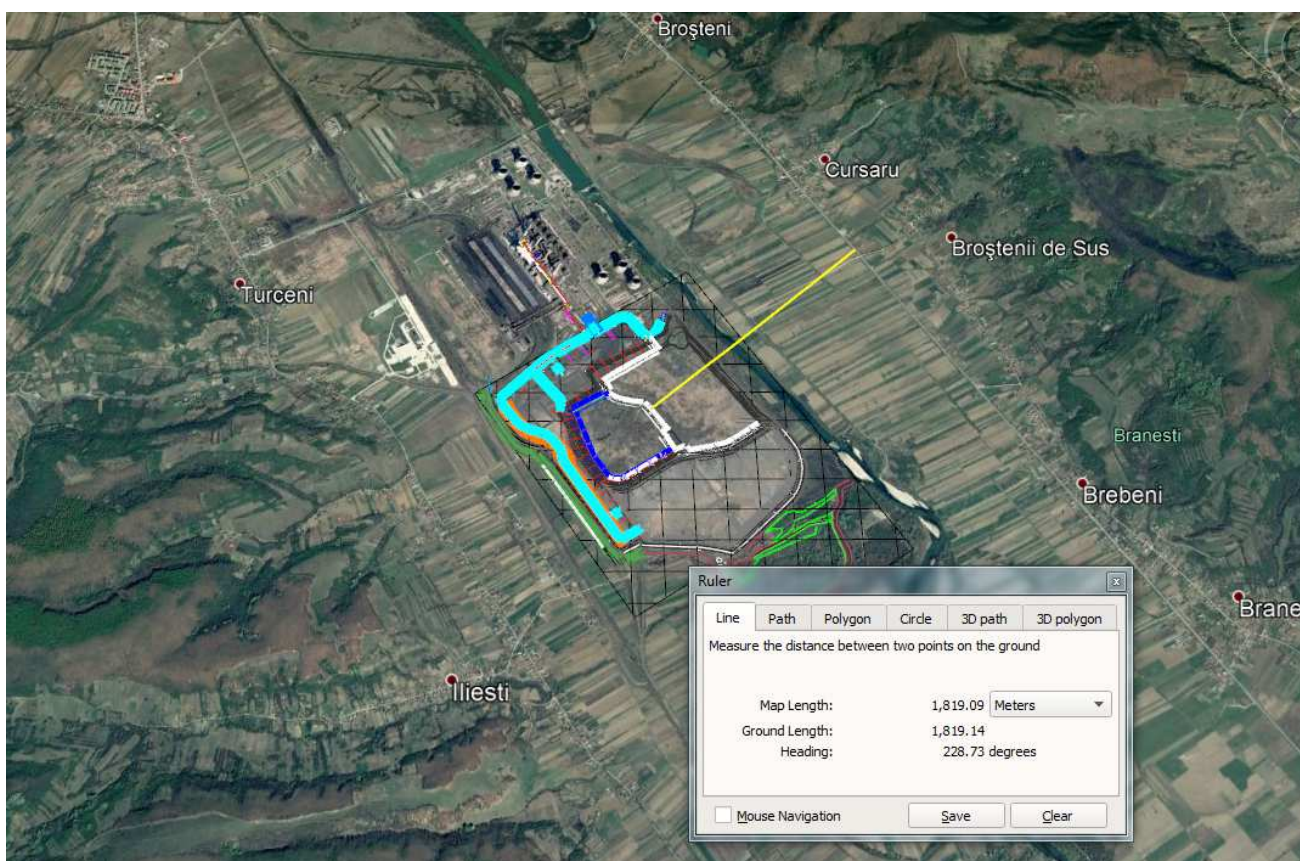 Broşteni
Cursaru
Broştenii de Sus
Turceni
Branesti
Brebeni
Brane
Iliesti
Ruler
Line Path Polygon Circle 3D path 3D polygon
Measure the distance between two points on the ground
Map Length: 1,819.09 Meters
Ground Length: 1,819.14
Heading: 228.73 degrees
Mouse Navigation Save Clear